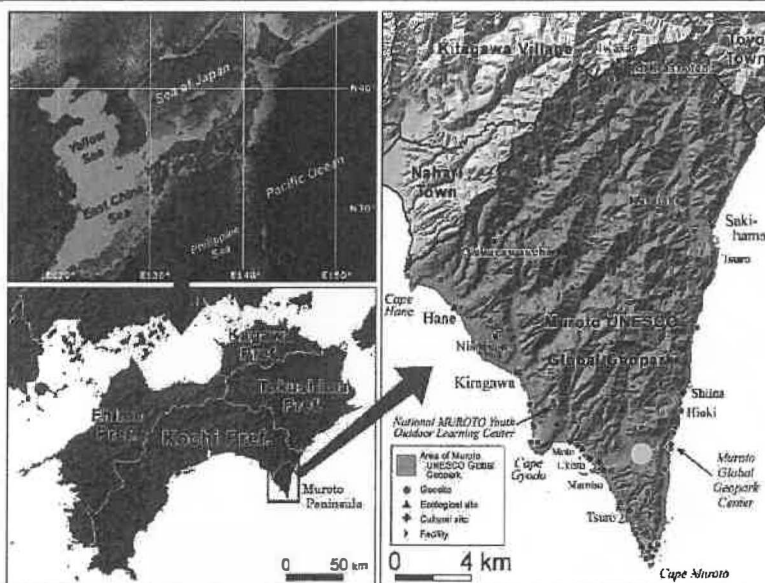 Sea of Japan
N40°
Yellow
Sea
Pacific Ocean
East China
Sea
N30°
Philippine
Sea
E120°
E130°
E140°
E150°
Ehime
Pref.
Kochi Pref.
Tokushima
Pref.
Muroto
Peninsula
0
50 km
Kitagawa Village
Toyo
Town
Nahari
Town
Saki-
hama
Tsuro
Cape
Hane
Hane
Muroto UNESCO
Global Geopark
Kiragawa
Shiina
Hioki
National MUROTO Youth
Outdoor Learning Center
Muroto
Global
Geopark
Center
Cape
Gyodo
Area of Muroto
UNESCO Global
Geopark
Geosite
Ecological site
Cultural site
Facility
Tsuro
0
4 km
Cape Muroto